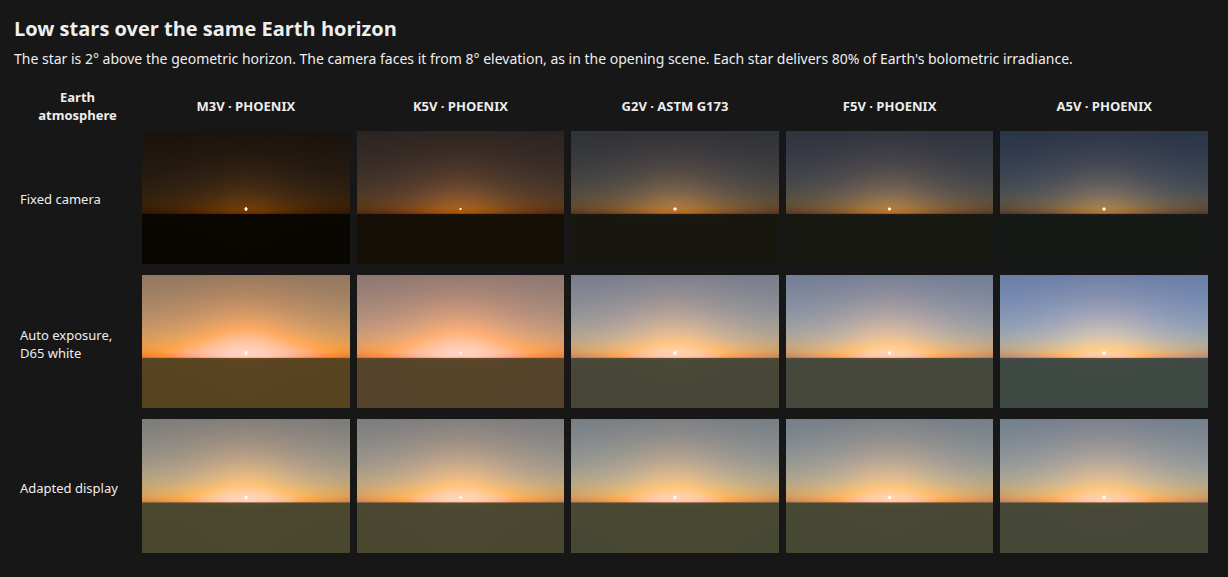 Low stars over the same Earth horizon
The star is 2° above the geometric horizon. The camera faces it from 8° elevation, as in the opening scene. Each star delivers 80% of Earth's bolometric irradiance.
Earth
atmosphere
M3V · PHOENIX
K5V · PHOENIX
G2V · ASTM G173
F5V · PHOENIX
A5V · PHOENIX
Fixed camera
Auto exposure,
D65 white
Adapted display